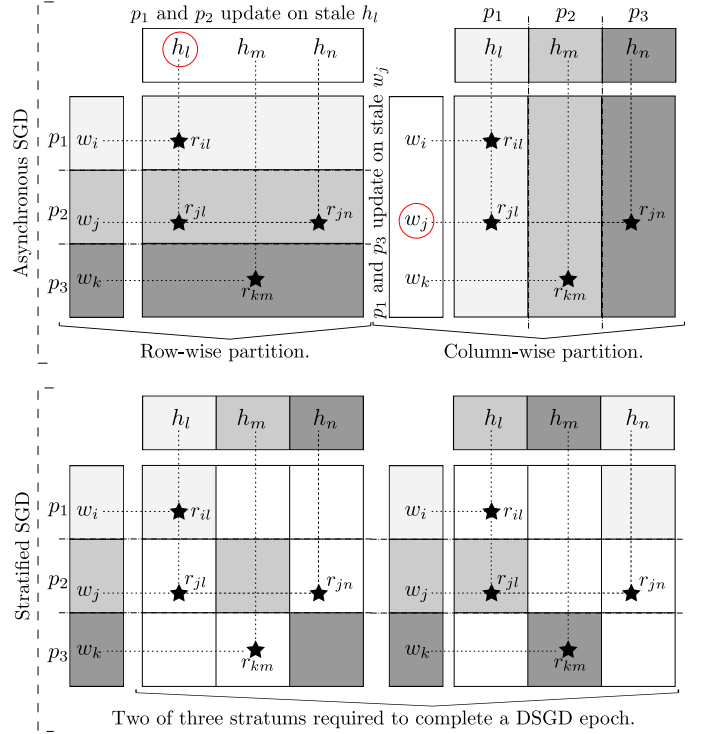 p₁ and p₂ update on stale hₗ
hₗ hₘ hₙ
Asynchronous SGD
p₁ wᵢ rᵢₗ
p₂ wⱼ rⱼₗ rⱼₙ
p₃ wₖ rₖₘ
Row-wise partition.
p₁ p₂ p₃
hₗ hₘ hₙ
p₁ and p₃ update on stale wⱼ
wᵢ rᵢₗ
wⱼ rⱼₗ rⱼₙ
wₖ rₖₘ
Column-wise partition.
Stratified SGD
hₗ hₘ hₙ
p₁ wᵢ rᵢₗ
p₂ wⱼ rⱼₗ rⱼₙ
p₃ wₖ rₖₘ
hₗ hₘ hₙ
wᵢ rᵢₗ
wⱼ rⱼₗ rⱼₙ
wₖ rₖₘ
Two of three stratums required to complete a DSGD epoch.